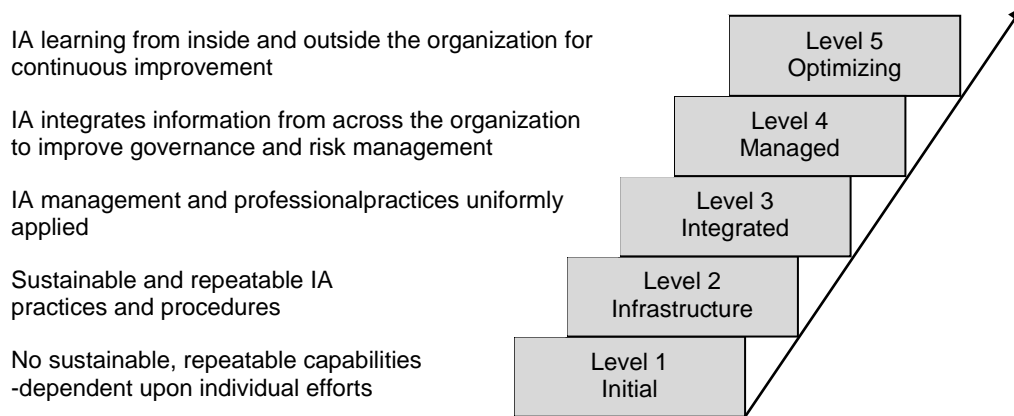 IA learning from inside and outside the organization for
continuous improvement
Level 5
Optimizing
IA integrates information from across the organization
to improve governance and risk management
Level 4
Managed
IA management and professionalpractices uniformly
applied
Level 3
Integrated
Sustainable and repeatable IA
practices and procedures
Level 2
Infrastructure
No sustainable, repeatable capabilities
-dependent upon individual efforts
Level 1
Initial